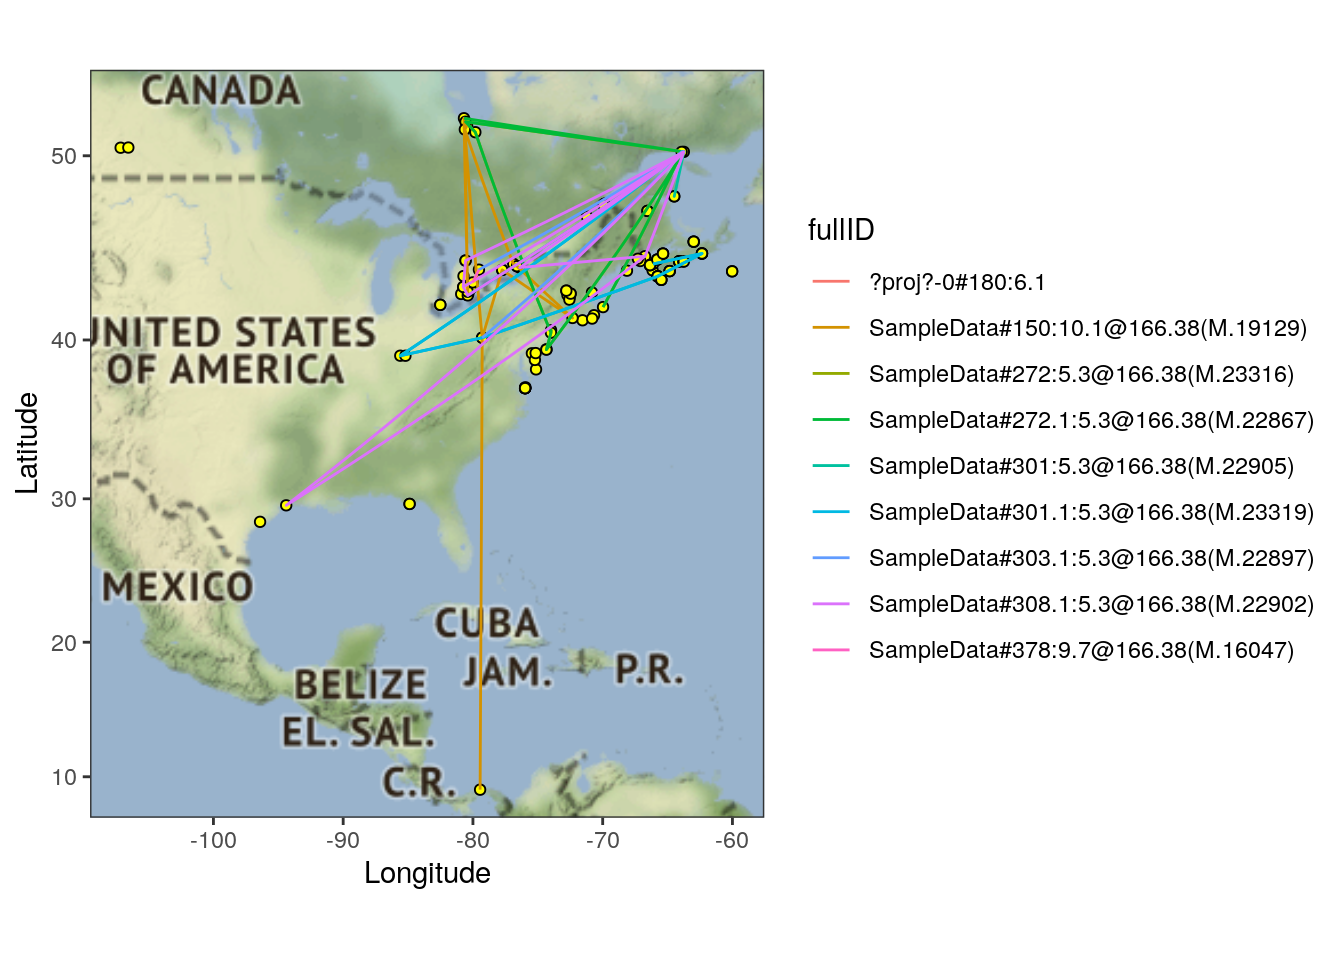 CANADA
UNITED STATES
OF AMERICA
MEXICO
CUBA
JAM.
P.R.
BELIZE
EL. SAL.
C.R.
50
40
30
20
10
Latitude
-100
-90
-80
-70
-60
Longitude
fullID
?proj?-0#180:6.1
SampleData#150:10.1@166.38(M.19129)
SampleData#272:5.3@166.38(M.23316)
SampleData#272.1:5.3@166.38(M.22867)
SampleData#301:5.3@166.38(M.22905)
SampleData#301.1:5.3@166.38(M.23319)
SampleData#303.1:5.3@166.38(M.22897)
SampleData#308.1:5.3@166.38(M.22902)
SampleData#378:9.7@166.38(M.16047)